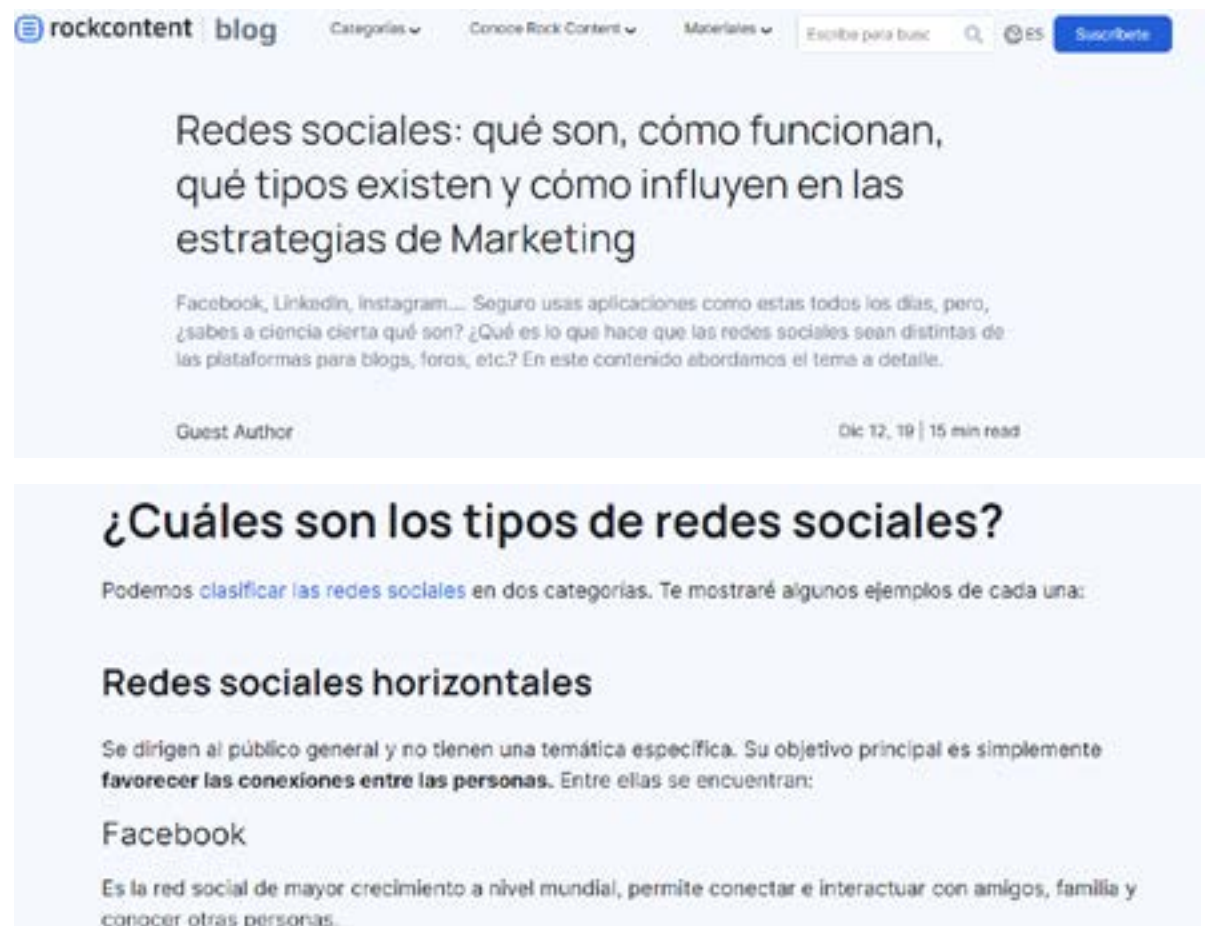 rockcontent blog Categorías Conoce Rock Content Materiales Escribe para busc ES Suscríbete
Redes sociales: qué son, cómo funcionan,
qué tipos existen y cómo influyen en las
estrategias de Marketing
Facebook, LinkedIn, Instagram.... Seguro usas aplicaciones como estas todos los días, pero,
¿sabes a ciencia cierta qué son? ¿Qué es lo que hace que las redes sociales sean distintas de
las plataformas para blogs, foros, etc.? En este contenido abordamos el tema a detalle.
Guest Author Dic 12, 19 | 15 min read
¿Cuáles son los tipos de redes sociales?
Podemos clasificar las redes sociales en dos categorías. Te mostraré algunos ejemplos de cada una:
Redes sociales horizontales
Se dirigen al público general y no tienen una temática específica. Su objetivo principal es simplemente
favorecer las conexiones entre las personas. Entre ellas se encuentran:
Facebook
Es la red social de mayor crecimiento a nivel mundial, permite conectar e interactuar con amigos, familia y
conocer otras personas.